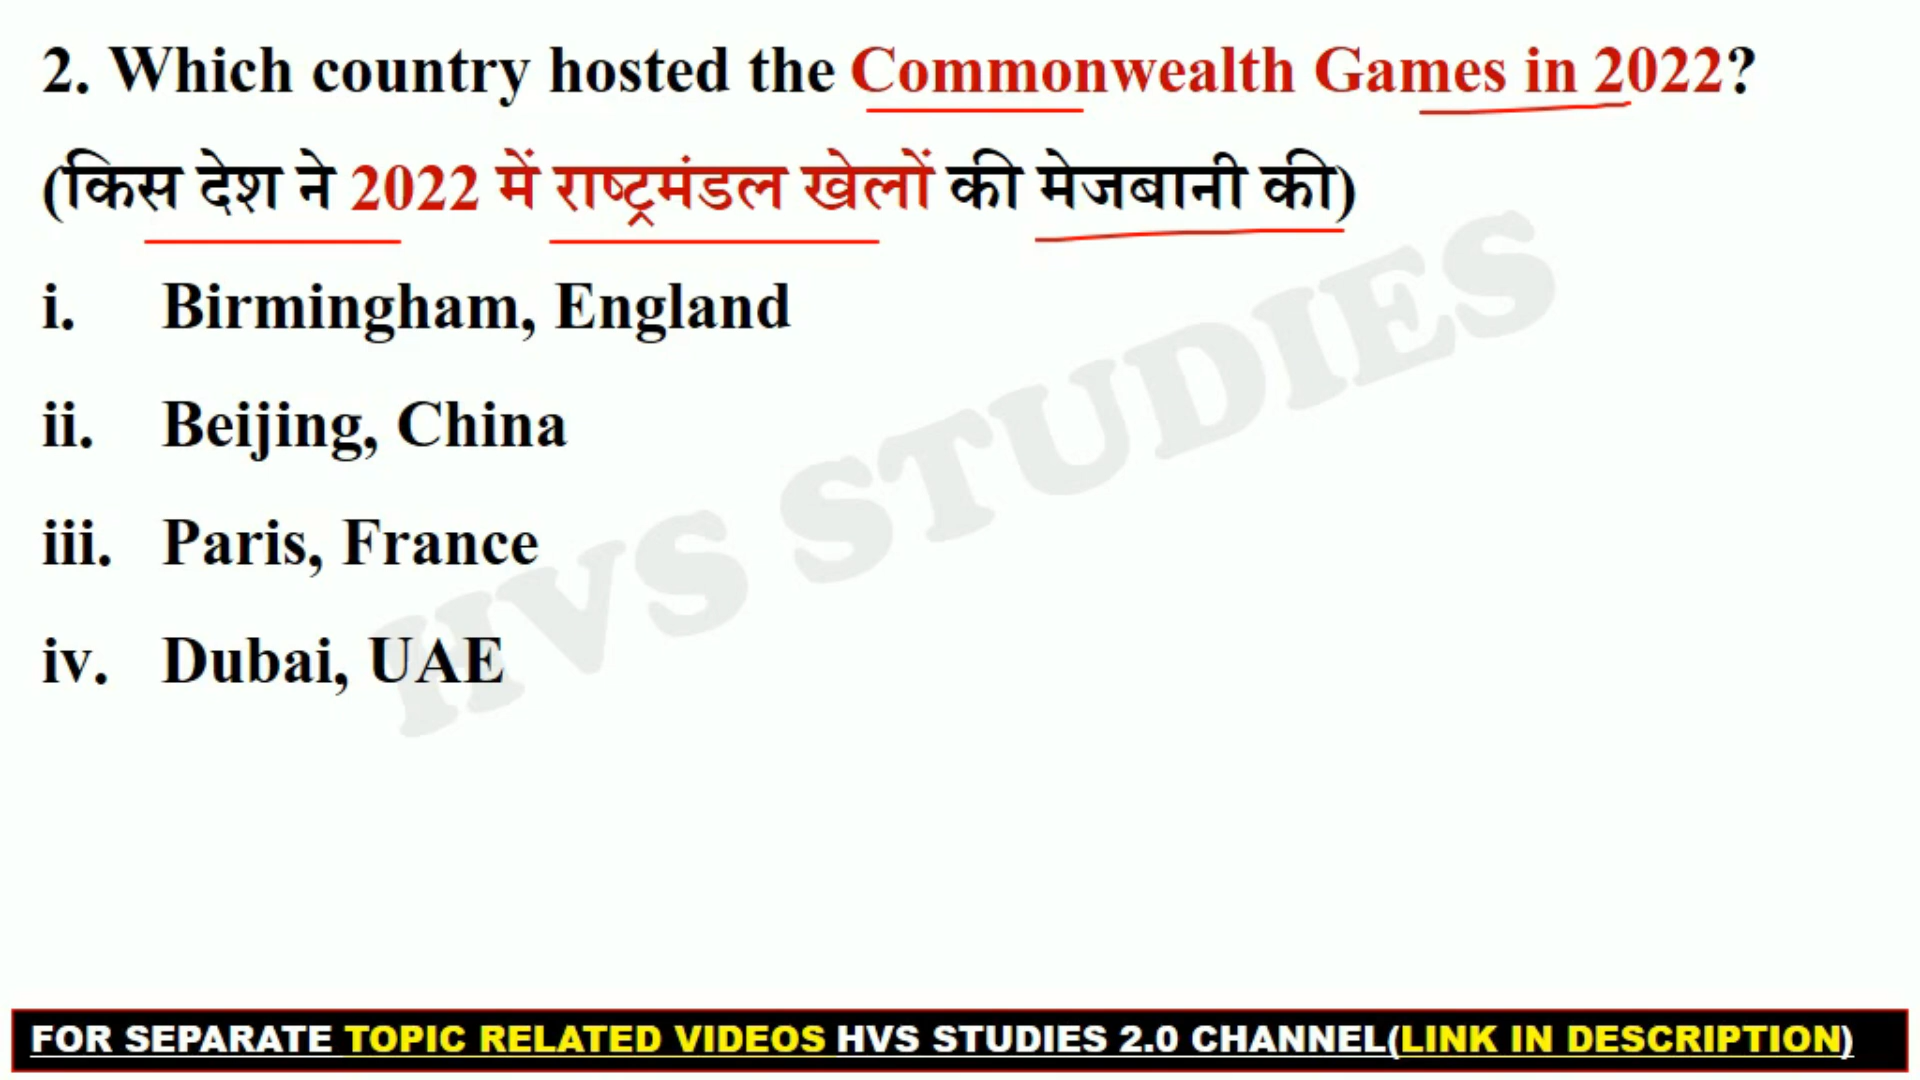 2. Which country hosted the Commonwealth Games in 2022?
(किस देश ने 2022 में राष्ट्रमंडल खेलों की मेजबानी की)
i. Birmingham, England
ii. Beijing, China
iii. Paris, France
iv. Dubai, UAE
HVS STUDIES
FOR SEPARATE TOPIC RELATED VIDEOS HVS STUDIES 2.0 CHANNEL(LINK IN DESCRIPTION)